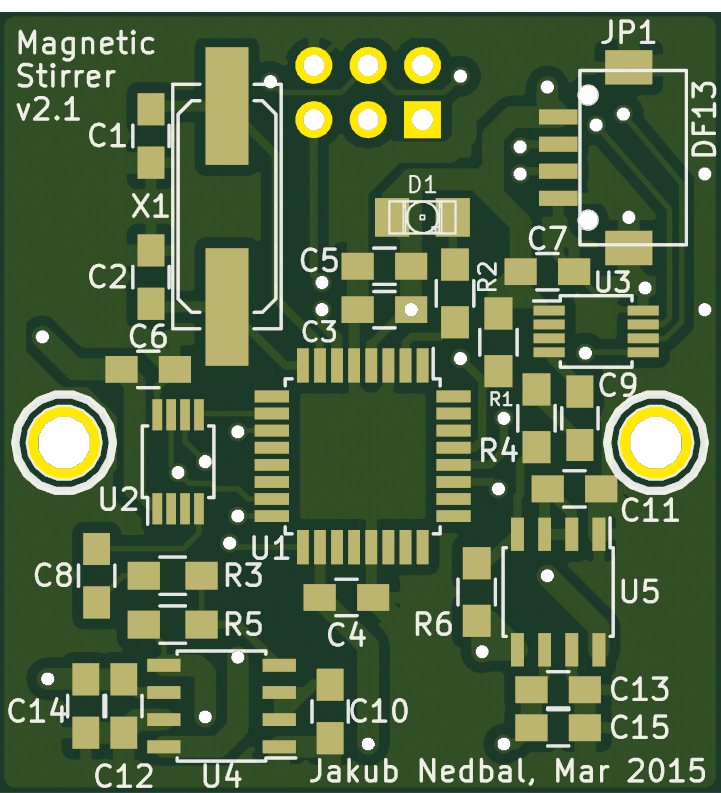 Magnetic
Stirrer
v2.1
JP1
DF13
C1
X1
D1
C2
C5
C7
R2
U3
C6
C3
R1
C9
R4
U2
C11
U1
C8
R3
U5
R5
C4
R6
C14
C10
C13
C15
C12
U4
Jakub Nedbal, Mar 2015